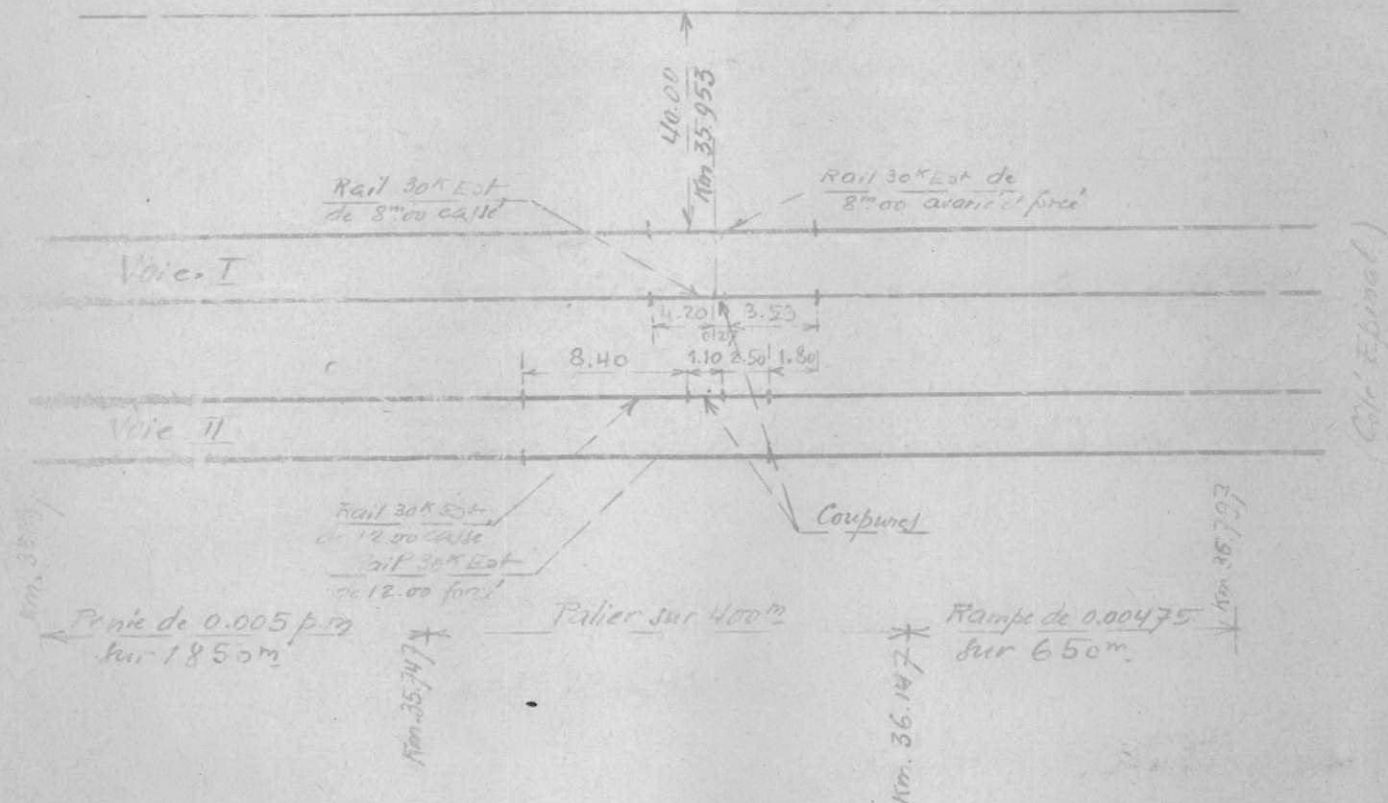 40.00
Km 35.953
Rail 30K Est
de 8m00 cassé
Rail 30K Est de
8m00 avarié et forcé
Voie. I
4.20 3.53
8.40 1.10 2.50 1.80
Voie II
Rail 30K Est
de 12.00 cassé
Rail 30K Est
de 12.00 forcé
Coupures
(Côté Epinal)
Pente de 0.005 p.m
sur 1850m
Km. 35.747
Palier sur 400m
Km. 36.147
Rampe de 0.00475
sur 650m
Km 36.797